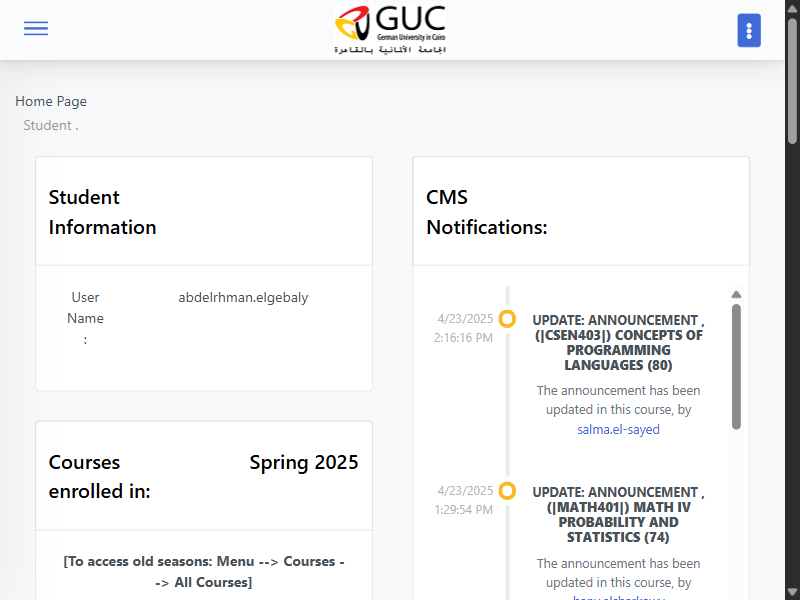 GUC
German University in Cairo
الجامعة الألمانية بالقاهرة
Home Page
Student .
Student
Information
User
Name
:
abdelrhman.elgebaly
Courses
enrolled in:
Spring 2025
[To access old seasons: Menu --> Courses -
-> All Courses]
CMS
Notifications:
4/23/2025
2:16:16 PM
UPDATE: ANNOUNCEMENT ,
(|CSEN403|) CONCEPTS OF
PROGRAMMING
LANGUAGES (80)
The announcement has been
updated in this course, by
salma.el-sayed
4/23/2025
1:29:54 PM
UPDATE: ANNOUNCEMENT ,
(|MATH401|) MATH IV
PROBABILITY AND
STATISTICS (74)
The announcement has been
updated in this course, by